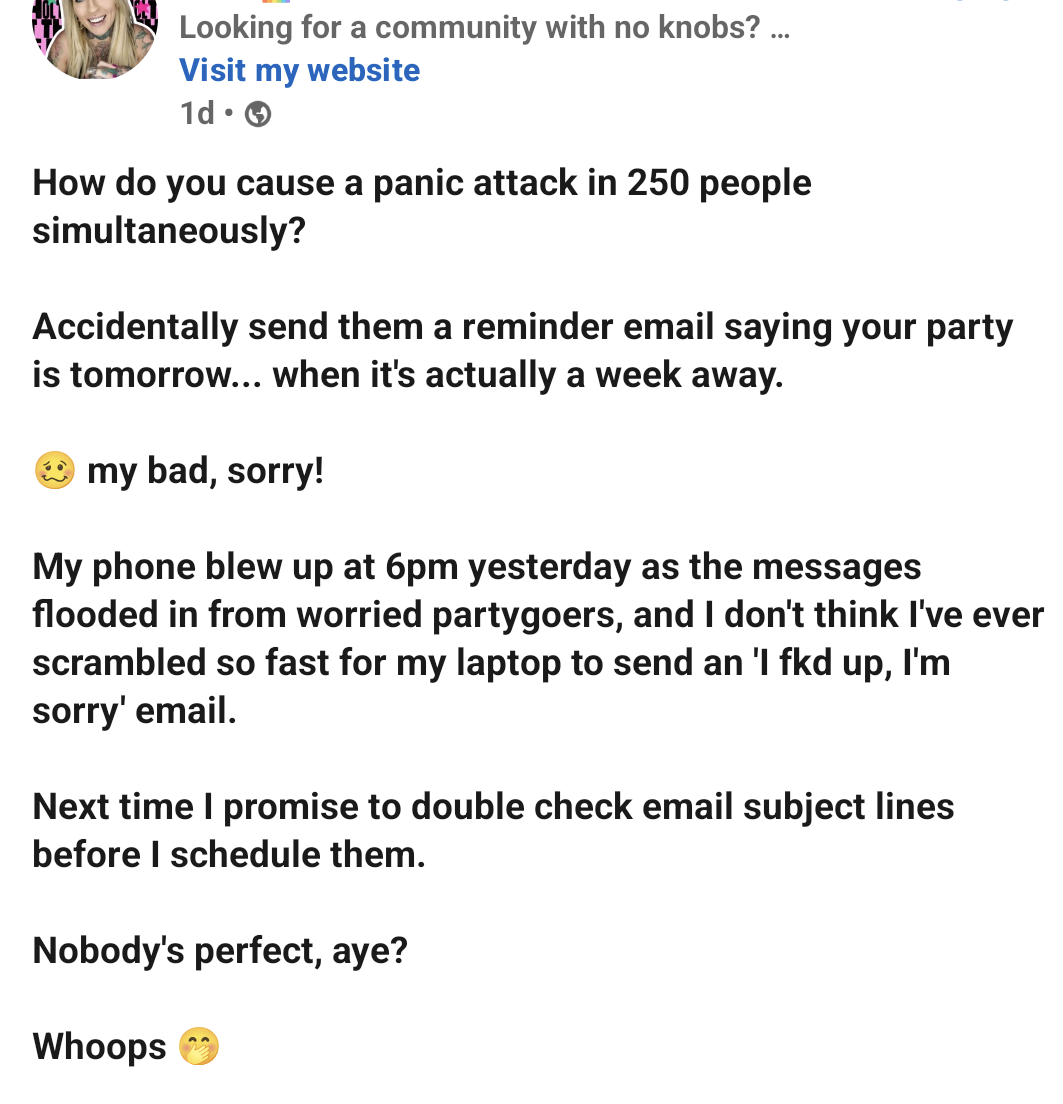 Looking for a community with no knobs? ...
Visit my website
1d •
How do you cause a panic attack in 250 people
simultaneously?
Accidentally send them a reminder email saying your party
is tomorrow... when it's actually a week away.
🥴 my bad, sorry!
My phone blew up at 6pm yesterday as the messages
flooded in from worried partygoers, and I don't think I've ever
scrambled so fast for my laptop to send an 'I fkd up, I'm
sorry' email.
Next time I promise to double check email subject lines
before I schedule them.
Nobody's perfect, aye?
Whoops 🤭